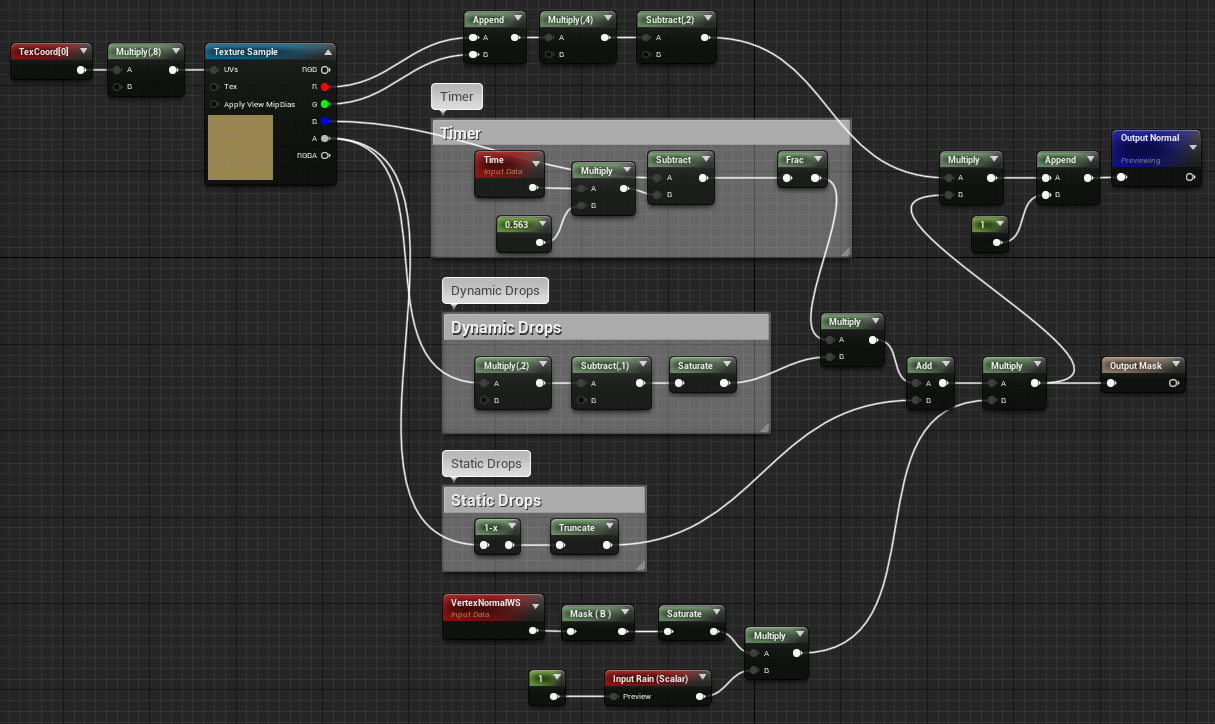 Append
A
B
Multiply(,4)
A
B
Subtract(,2)
A
B
TexCoord[0]
Multiply(,8)
A
B
Texture Sample
UVs
Tex
Apply View MipBias
RGB
R
G
B
A
RGBA
Timer
Timer
Time
Input Data
0.563
Multiply
A
B
Subtract
A
B
Frac
Multiply
A
B
1
Append
A
B
Output Normal
Previewing
Dynamic Drops
Dynamic Drops
Multiply(,2)
A
B
Subtract(,1)
A
B
Saturate
Multiply
A
B
Add
A
B
Multiply
A
B
Output Mask
Static Drops
Static Drops
1-x
Truncate
VertexNormalWS
Input Data
Mask ( B )
Saturate
1
Input Rain (Scalar)
Preview
Multiply
A
B